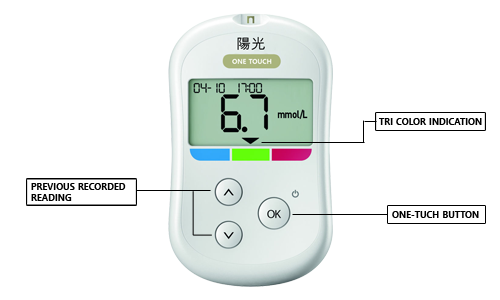 陽光
ONE TOUCH
04-10 17:00
6.7 mmol/L
TRI COLOR INDICATION
PREVIOUS RECORDED
READING
OK
ONE-TUCH BUTTON